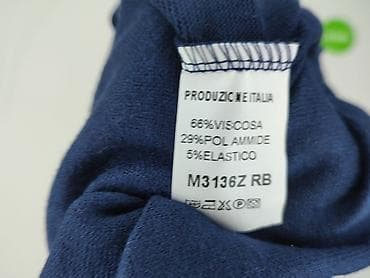 PRODUZIONE ITALIA
66%VISCOSA
29%POL AMMIDE
5%ELASTICO
M3136Z RB